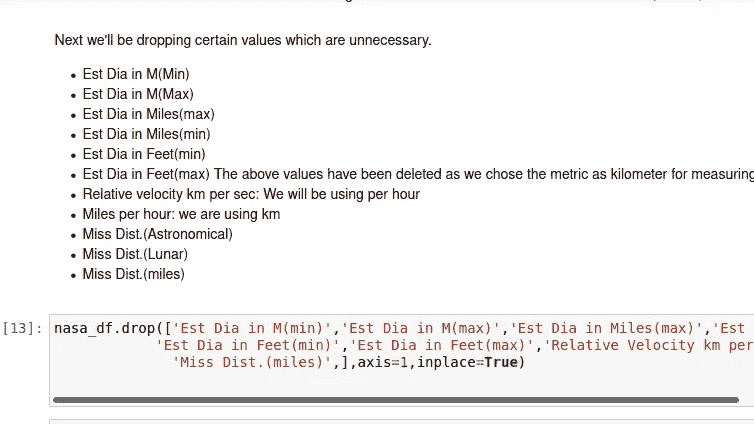 Next we'll be dropping certain values which are unnecessary.
• Est Dia in M(Min)
• Est Dia in M(Max)
• Est Dia in Miles(max)
• Est Dia in Miles(min)
• Est Dia in Feet(min)
• Est Dia in Feet(max) The above values have been deleted as we chose the metric as kilometer for measuring
• Relative velocity km per sec: We will be using per hour
• Miles per hour: we are using km
• Miss Dist.(Astronomical)
• Miss Dist.(Lunar)
• Miss Dist.(miles)
[13]: nasa_df.drop(['Est Dia in M(min)','Est Dia in M(max)','Est Dia in Miles(max)','Est
'Est Dia in Feet(min)','Est Dia in Feet(max)','Relative Velocity km per
'Miss Dist.(miles)',],axis=1,inplace=True)